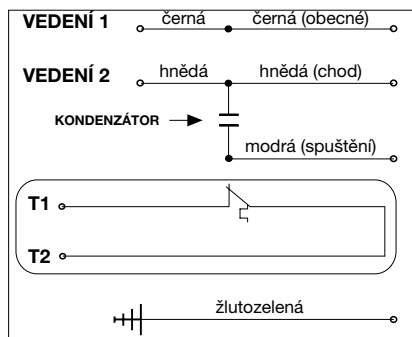 VEDENÍ 1 černá černá (obecné)
VEDENÍ 2 hnědá hnědá (chod)
KONDENZÁTOR
modrá (spuštění)
T1
T2
žlutozelená